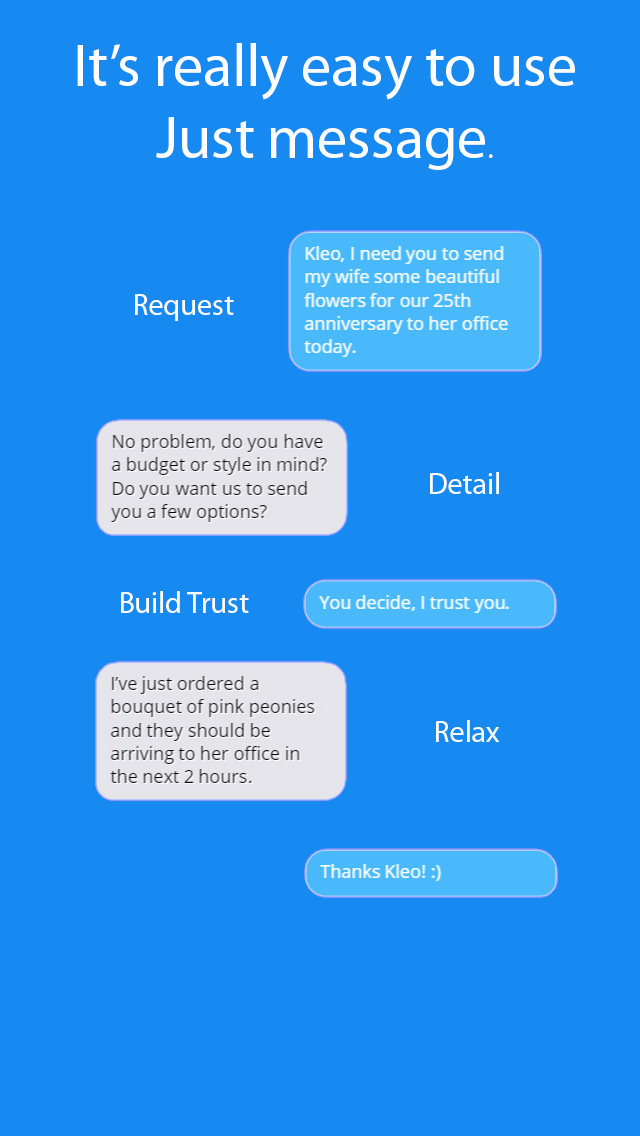 It’s really easy to use
Just message.
Kleo, I need you to send
my wife some beautiful
flowers for our 25th
anniversary to her office
today.
Request
No problem, do you have
a budget or style in mind?
Do you want us to send
you a few options?
Detail
Build Trust
You decide, I trust you.
I’ve just ordered a
bouquet of pink peonies
and they should be
arriving to her office in
the next 2 hours.
Relax
Thanks Kleo! :)